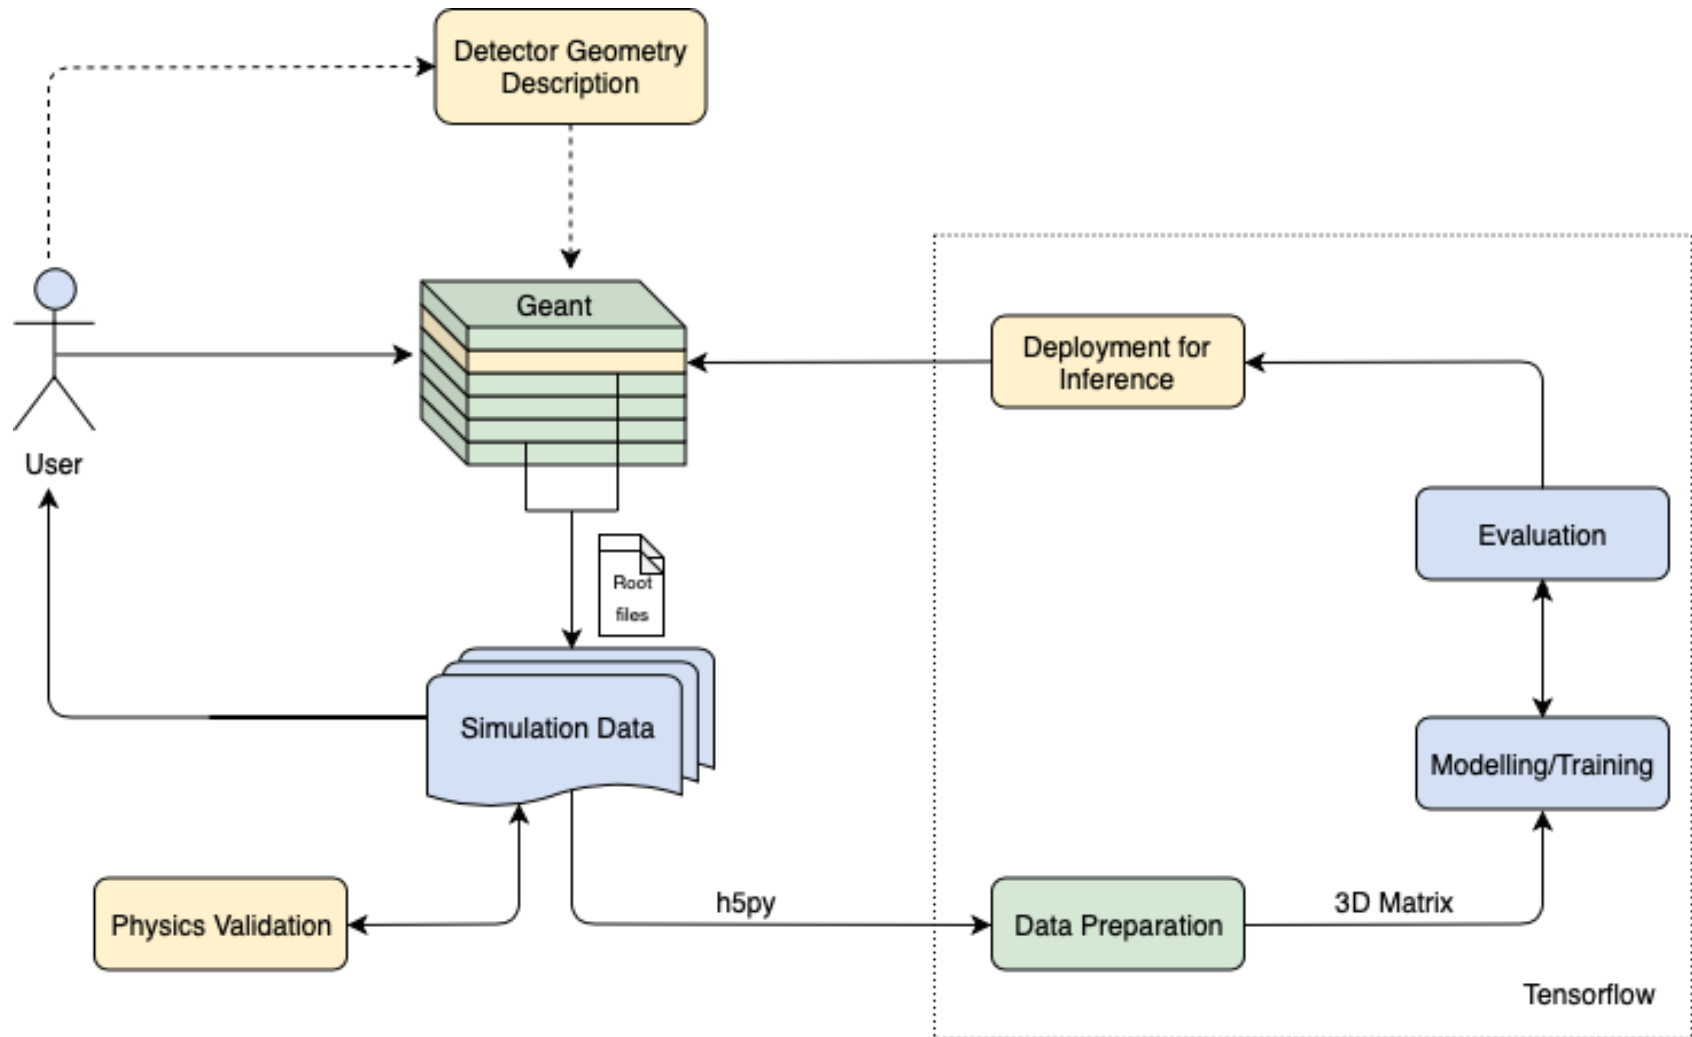 Detector Geometry
Description
Geant
Deployment for
Inference
User
Evaluation
Root
files
Simulation Data
Modelling/Training
h5py
3D Matrix
Physics Validation
Data Preparation
Tensorflow